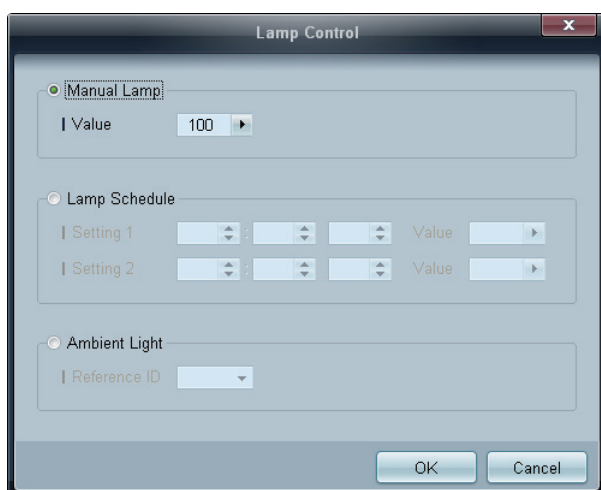 Lamp Control
x
Manual Lamp
Value 100
Lamp Schedule
Setting 1 : Value
Setting 2 : Value
Ambient Light
Reference ID
OK Cancel